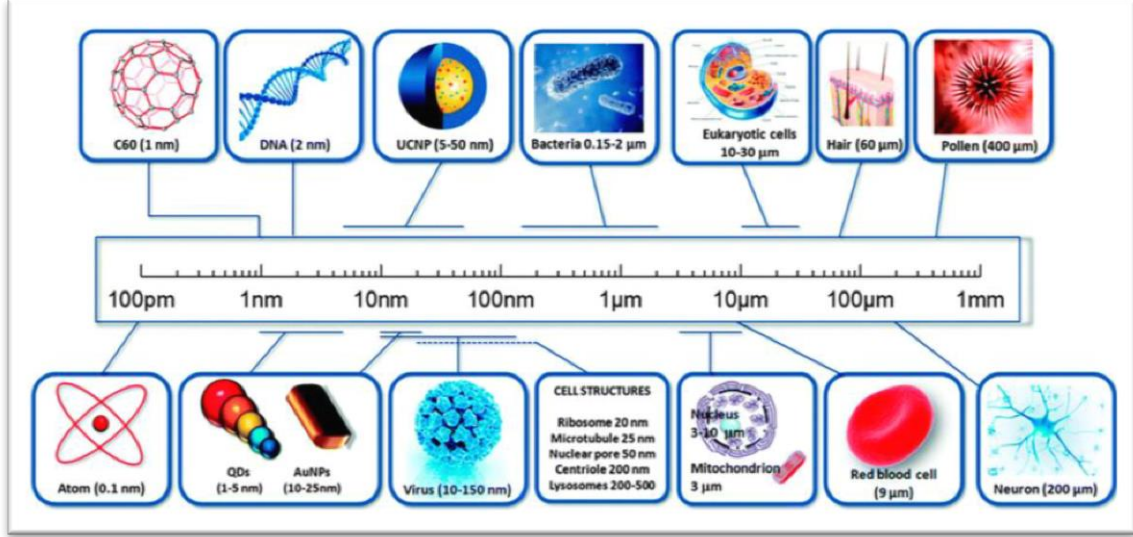 C60 (1 nm)
DNA (2 nm)
UCNP (5-50 nm)
Bacteria 0.15-2 µm
Eukaryotic cells
10-30 µm
Hair (60 µm)
Pollen (400 µm)
100pm
1nm
10nm
100nm
1µm
10µm
100µm
1mm
Atom (0.1 nm)
QDs
(1-5 nm)
AuNPs
(10-25nm)
Virus (10-150 nm)
CELL STRUCTURES
Ribosome 20 nm
Microtubule 25 nm
Nuclear pore 50 nm
Centriole 200 nm
Lysosomes 200-500
Nucleus
3-10 µm
Mitochondrion
3 µm
Red blood cell
(9 µm)
Neuron (200 µm)